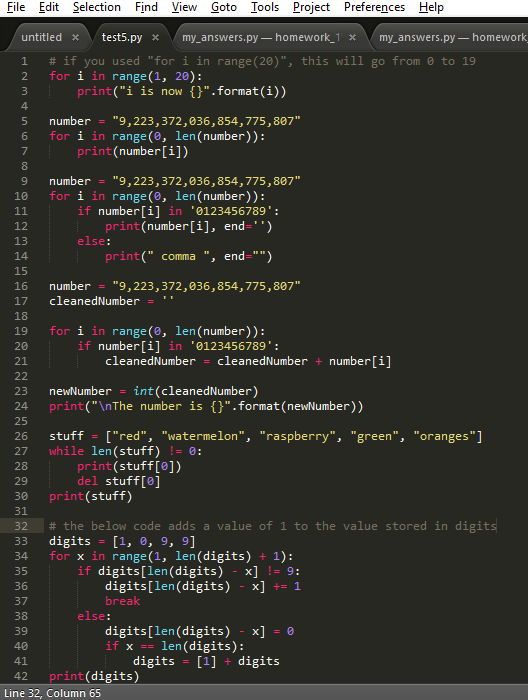 File Edit Selection Find View Goto Tools Project Preferences Help
untitled × test5.py × my_answers.py — homework_1 × my_answers.py — homework_
1 # if you used "for i in range(20)", this will go from 0 to 19
2 for i in range(1, 20):
3 print("i is now {}".format(i))
4
5 number = "9,223,372,036,854,775,807"
6 for i in range(0, len(number)):
7 print(number[i])
8
9 number = "9,223,372,036,854,775,807"
10 for i in range(0, len(number)):
11 if number[i] in '0123456789':
12 print(number[i], end='')
13 else:
14 print(" comma ", end="")
15
16 number = "9,223,372,036,854,775,807"
17 cleanedNumber = ''
18
19 for i in range(0, len(number)):
20 if number[i] in '0123456789':
21 cleanedNumber = cleanedNumber + number[i]
22
23 newNumber = int(cleanedNumber)
24 print("\nThe number is {}".format(newNumber))
25
26 stuff = ["red", "watermelon", "raspberry", "green", "oranges"]
27 while len(stuff) != 0:
28 print(stuff[0])
29 del stuff[0]
30 print(stuff)
31
32 # the below code adds a value of 1 to the value stored in digits
33 digits = [1, 0, 9, 9]
34 for x in range(1, len(digits) + 1):
35 if digits[len(digits) - x] != 9:
36 digits[len(digits) - x] += 1
37 break
38 else:
39 digits[len(digits) - x] = 0
40 if x == len(digits):
41 digits = [1] + digits
42 print(digits)
Line 32, Column 65